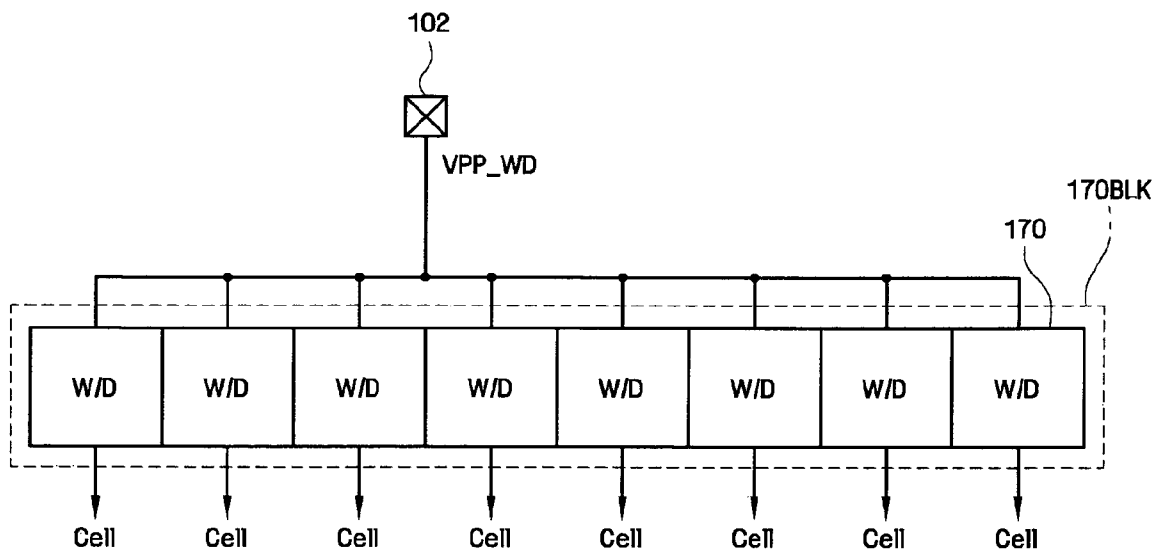 102
VPP_WD
170BLK
170
W/D W/D W/D W/D W/D W/D W/D W/D
Cell Cell Cell Cell Cell Cell Cell Cell